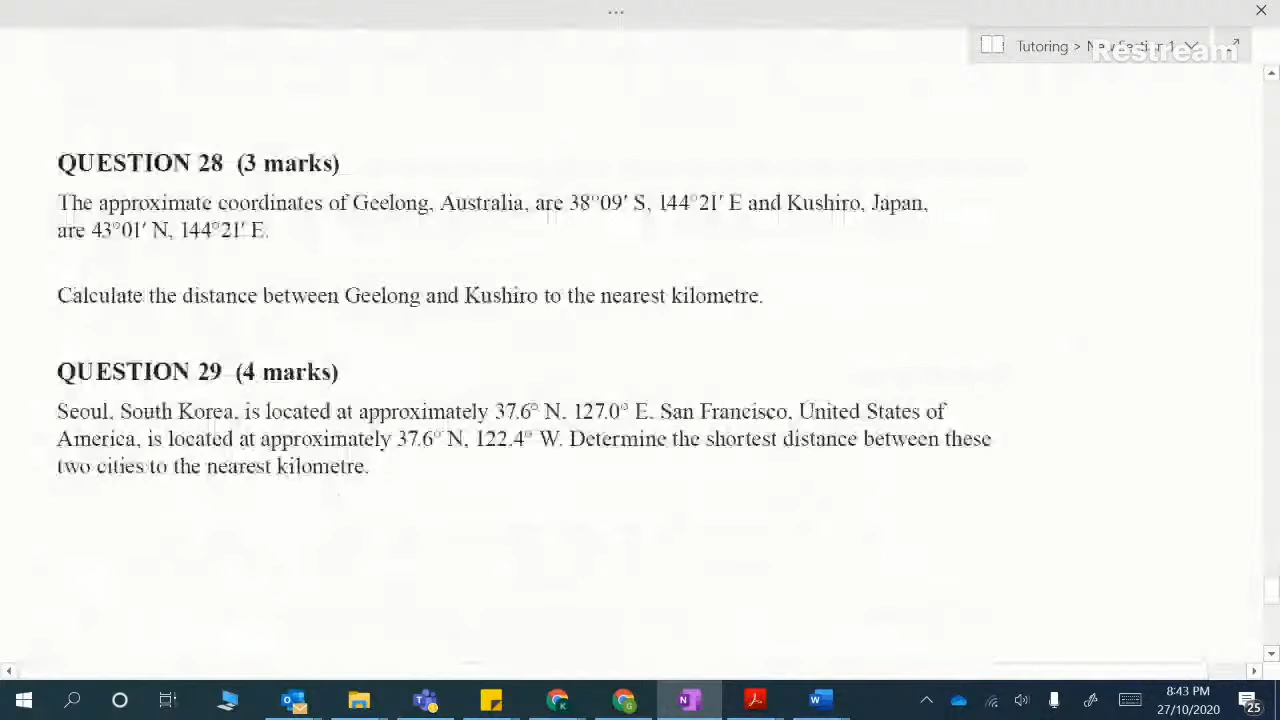 ...
Tutoring > New Section 1
Restream
QUESTION 28 (3 marks)
The approximate coordinates of Geelong, Australia, are 38°09′ S, 144°21′ E and Kushiro, Japan,
are 43°01′ N, 144°21′ E.
Calculate the distance between Geelong and Kushiro to the nearest kilometre.
QUESTION 29 (4 marks)
Seoul, South Korea, is located at approximately 37.6° N, 127.0° E. San Francisco, United States of
America, is located at approximately 37.6° N, 122.4° W. Determine the shortest distance between these
two cities to the nearest kilometre.
8:43 PM
27/10/2020
25